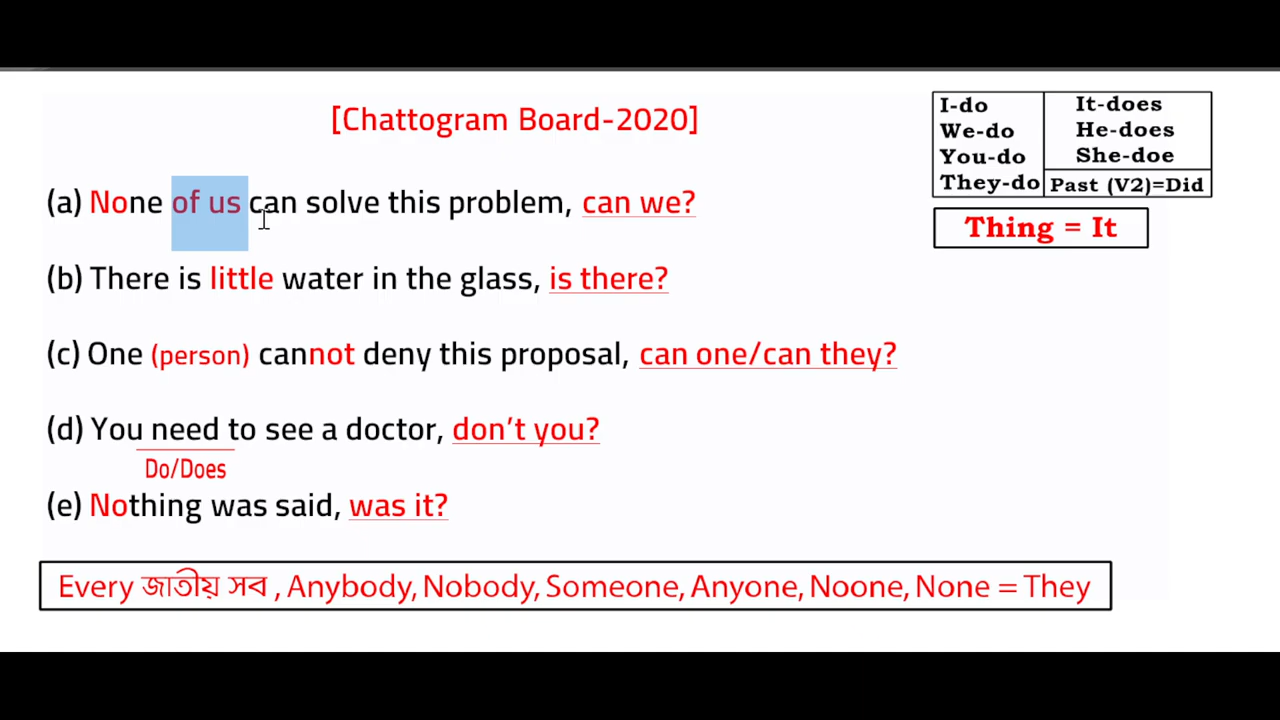 [Chattogram Board-2020]
I-do
We-do
You-do
They-do
It-does
He-does
She-doe
Past (V2)=Did
Thing = It
(a) None of us can solve this problem, can we?
(b) There is little water in the glass, is there?
(c) One (person) cannot deny this proposal, can one/can they?
(d) You need to see a doctor, don't you?
Do/Does
(e) Nothing was said, was it?
Every জাতীয় সব , Anybody, Nobody, Someone, Anyone, Noone, None = They